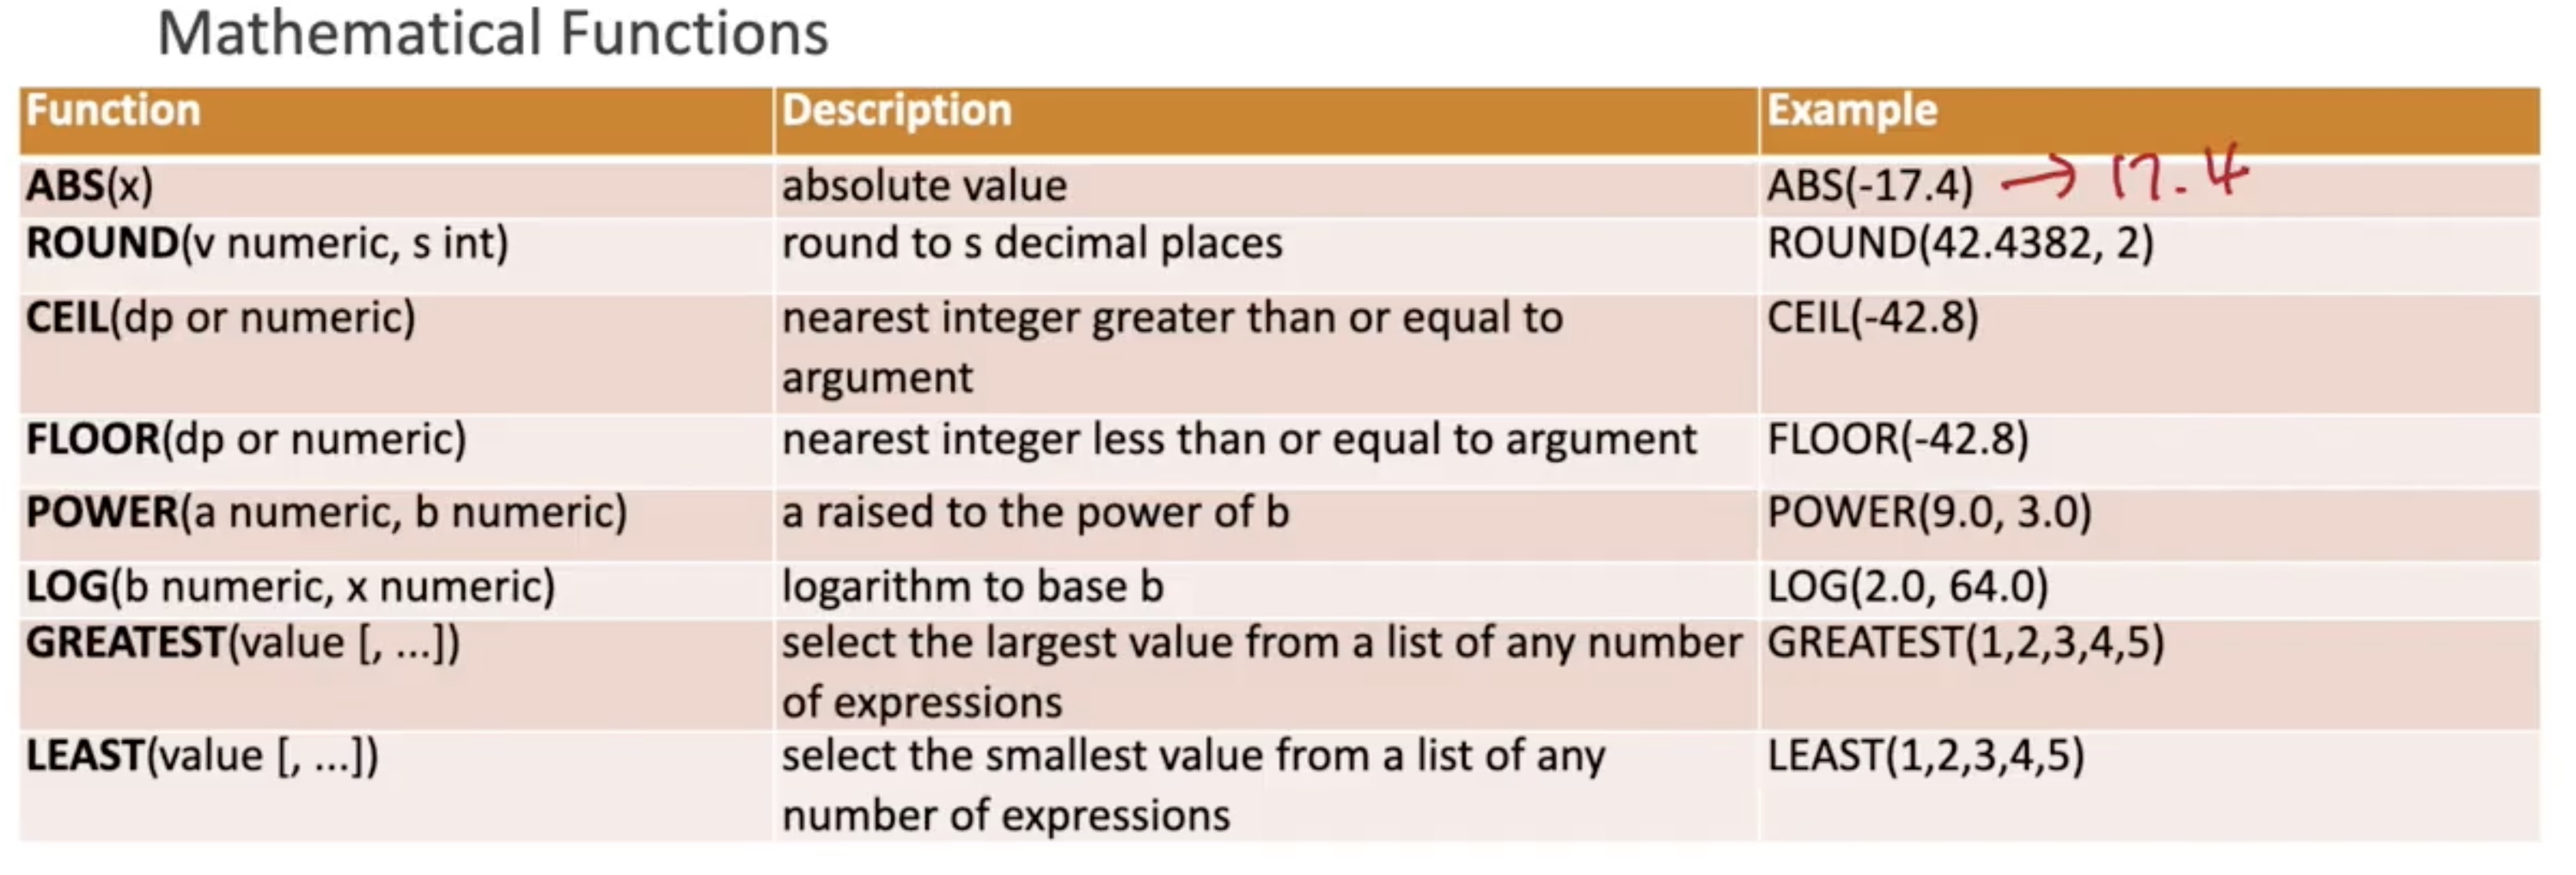 Mathematical Functions
Function Description Example
ABS(x) absolute value ABS(-17.4) → 17.4
ROUND(v numeric, s int) round to s decimal places ROUND(42.4382, 2)
CEIL(dp or numeric) nearest integer greater than or equal to CEIL(-42.8)
argument
FLOOR(dp or numeric) nearest integer less than or equal to argument FLOOR(-42.8)
POWER(a numeric, b numeric) a raised to the power of b POWER(9.0, 3.0)
LOG(b numeric, x numeric) logarithm to base b LOG(2.0, 64.0)
GREATEST(value [, ...]) select the largest value from a list of any number GREATEST(1,2,3,4,5)
of expressions
LEAST(value [, ...]) select the smallest value from a list of any LEAST(1,2,3,4,5)
number of expressions